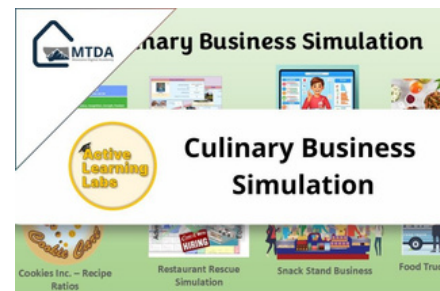 MTDA
nary Business Simulation
Active
Learning
Labs
Culinary Business
Simulation
HIRING
Cookies Inc. – Recipe
Ratios
Restaurant Rescue
Simulation
Snack Stand Business
Food Tru